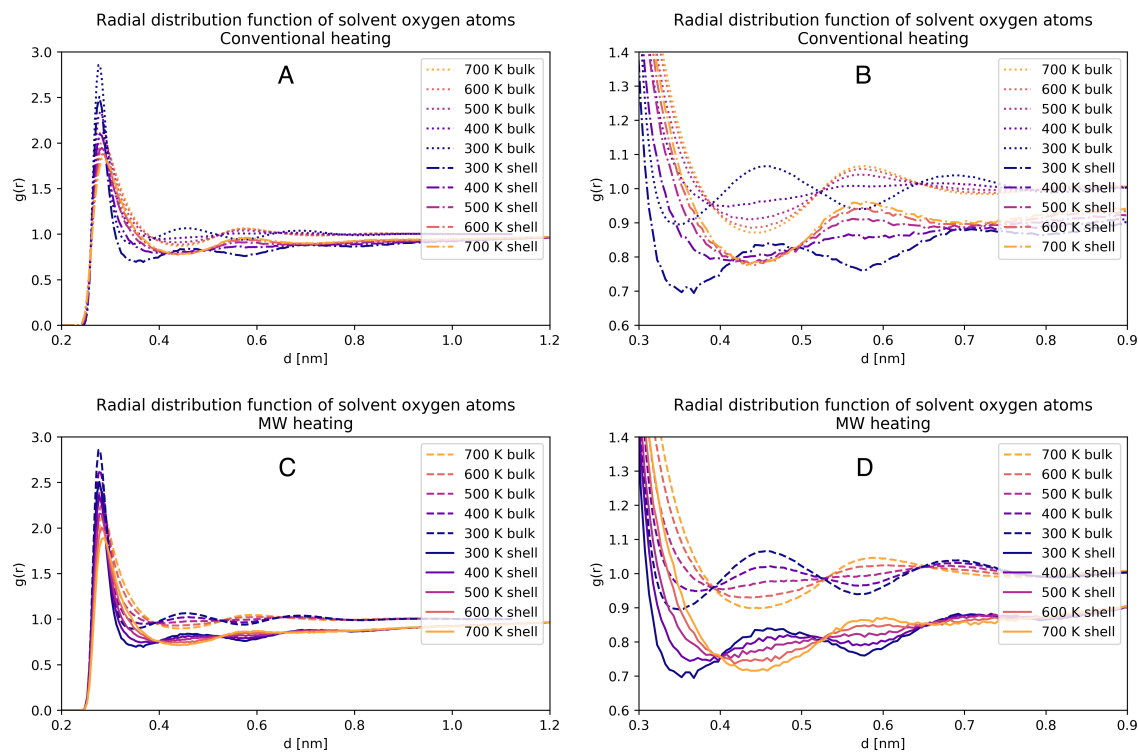 Radial distribution function of solvent oxygen atoms
Conventional heating
A
3.0
2.5
2.0
1.5
1.0
0.5
0.0
g(r)
0.2 0.4 0.6 0.8 1.0 1.2
d [nm]
700 K bulk
600 K bulk
500 K bulk
400 K bulk
300 K bulk
300 K shell
400 K shell
500 K shell
600 K shell
700 K shell
Radial distribution function of solvent oxygen atoms
Conventional heating
B
1.4
1.3
1.2
1.1
1.0
0.9
0.8
0.7
0.6
g(r)
0.3 0.4 0.5 0.6 0.7 0.8 0.9
d [nm]
700 K bulk
600 K bulk
500 K bulk
400 K bulk
300 K bulk
300 K shell
400 K shell
500 K shell
600 K shell
700 K shell
Radial distribution function of solvent oxygen atoms
MW heating
C
3.0
2.5
2.0
1.5
1.0
0.5
0.0
g(r)
0.2 0.4 0.6 0.8 1.0 1.2
d [nm]
700 K bulk
600 K bulk
500 K bulk
400 K bulk
300 K bulk
300 K shell
400 K shell
500 K shell
600 K shell
700 K shell
Radial distribution function of solvent oxygen atoms
MW heating
D
1.4
1.3
1.2
1.1
1.0
0.9
0.8
0.7
0.6
g(r)
0.3 0.4 0.5 0.6 0.7 0.8 0.9
d [nm]
700 K bulk
600 K bulk
500 K bulk
400 K bulk
300 K bulk
300 K shell
400 K shell
500 K shell
600 K shell
700 K shell